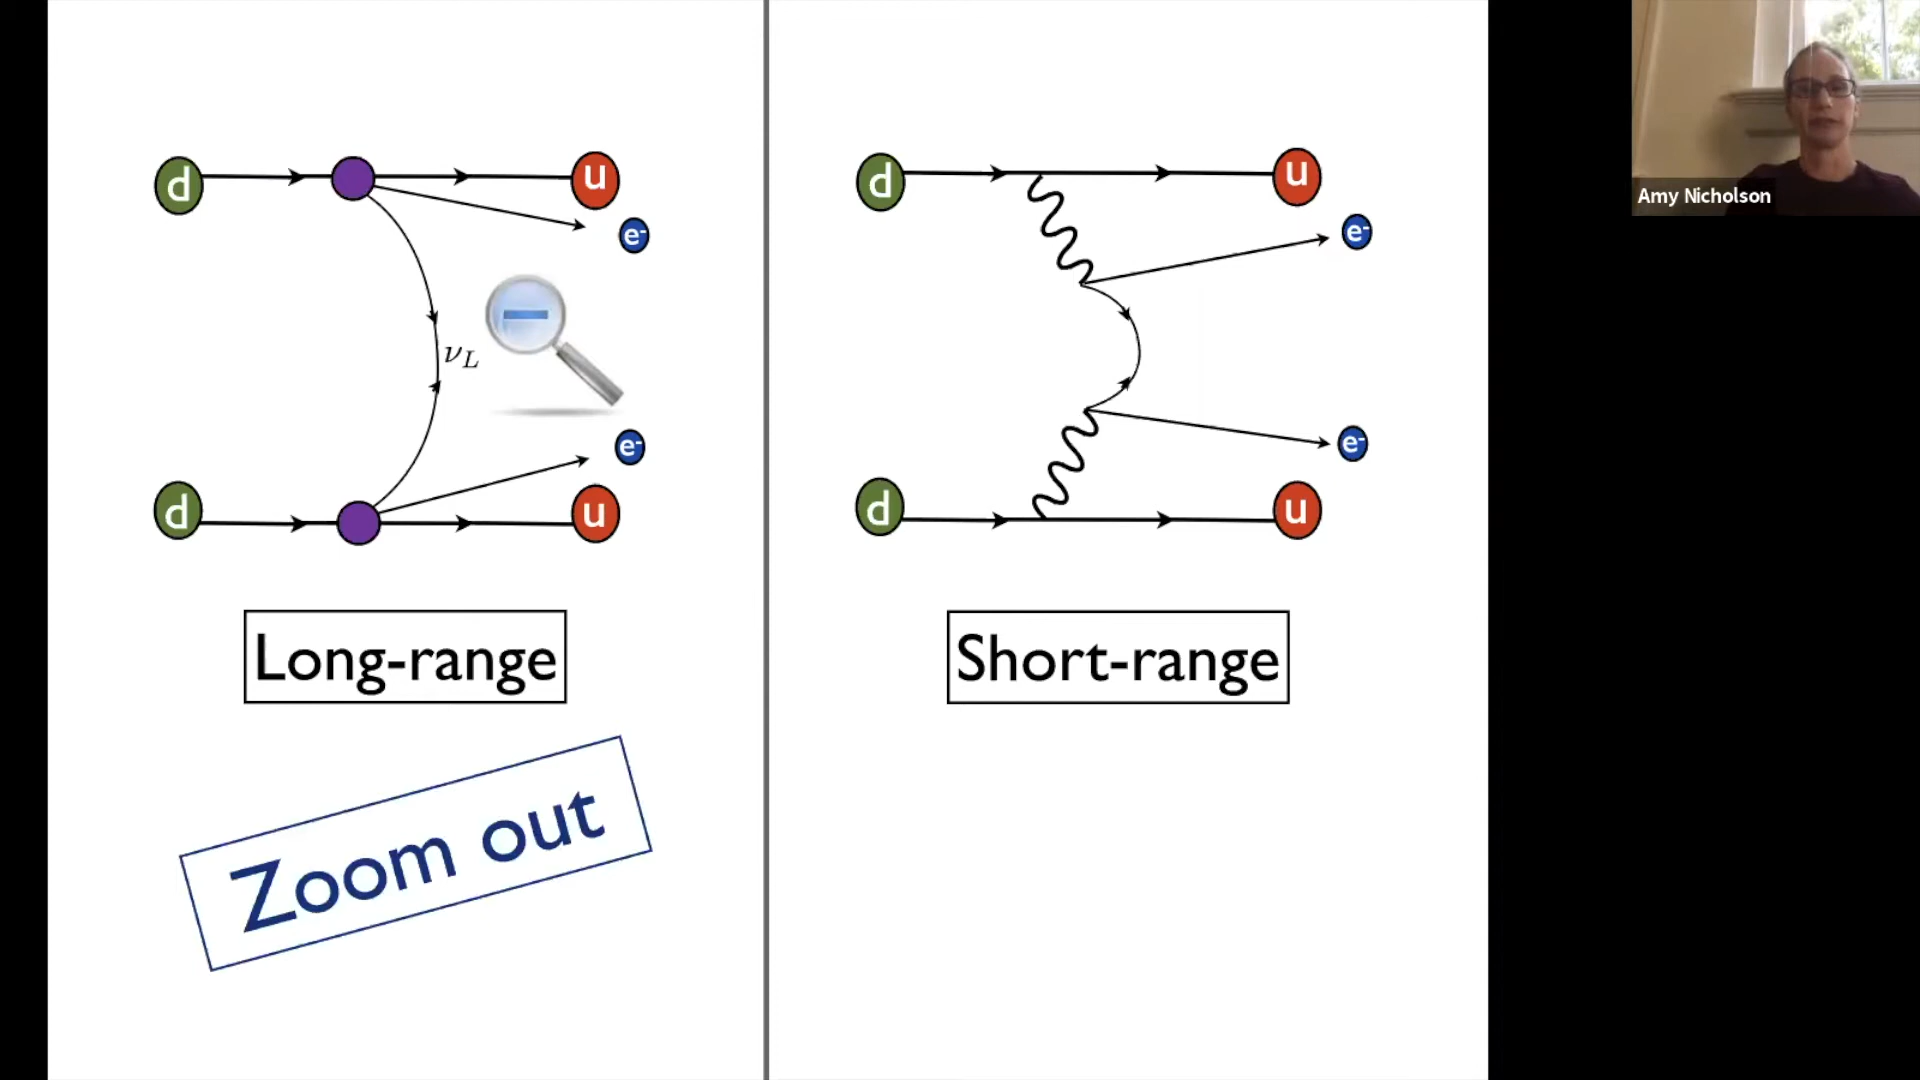 d
u
e-
νL
e-
d
u
Long-range
Zoom out
d
u
e-
e-
d
u
Short-range
Amy Nicholson